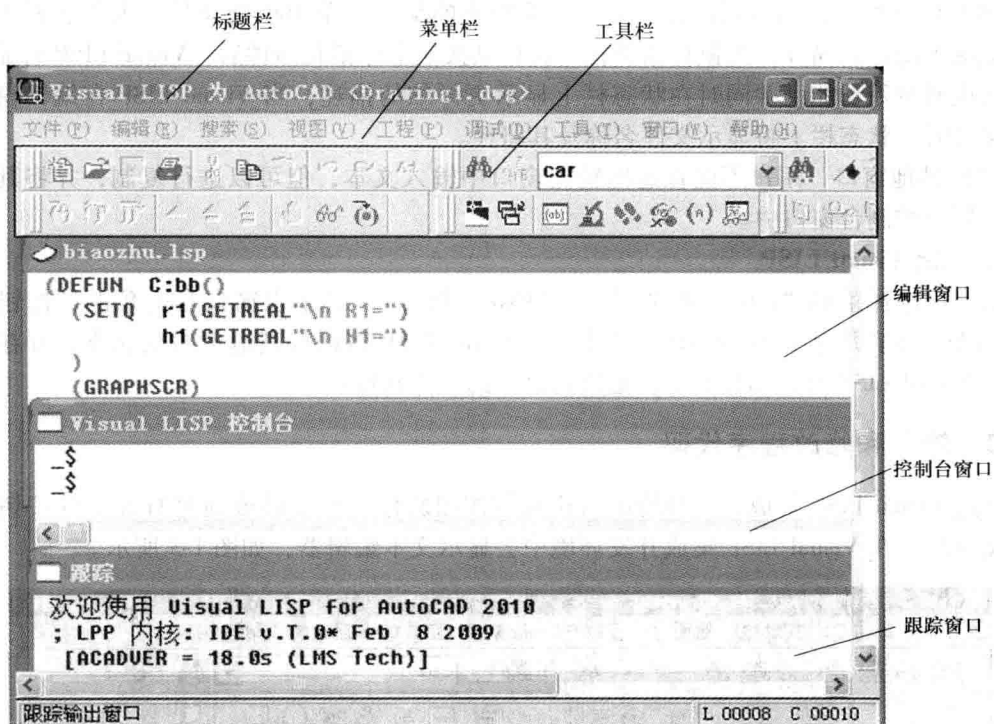 标题栏
菜单栏
工具栏
Visual LISP 为 AutoCAD <Drawing1.dwg>
文件(F) 编辑(E) 搜索(S) 视图(V) 工程(P) 调试(D) 工具(T) 窗口(W) 帮助(H)
car
biaozhu.lsp
(DEFUN C:bb()
(SETQ r1(GETREAL"\n R1=")
h1(GETREAL"\n H1=")
)
(GRAPHSCR)
编辑窗口
Visual LISP 控制台
_$
_$
控制台窗口
跟踪
欢迎使用 Visual LISP for AutoCAD 2010
; LPP 内核: IDE v.T.0* Feb 8 2009
[ACADVER = 18.0s (LMS Tech)]
跟踪窗口
跟踪输出窗口
L 00008 C 00010